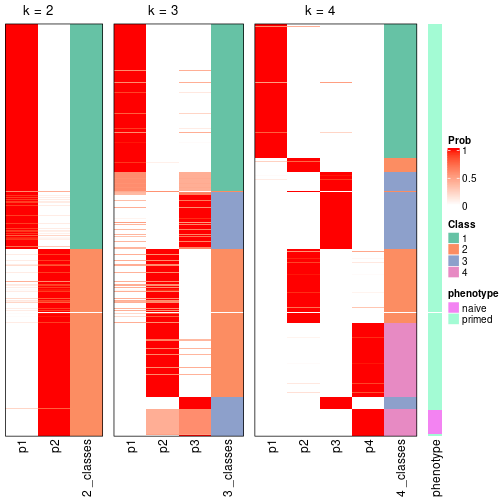 k = 2
k = 3
k = 4
Prob
1
0.5
0
Class
1
2
3
4
phenotype
naive
primed
p1
p2
2_classes
p1
p2
p3
3_classes
p1
p2
p3
p4
4_classes
phenotype